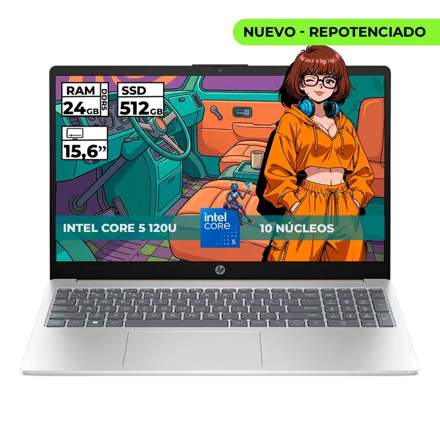 NUEVO - REPOTENCIADO
RAM
24GB
DDR5
SSD
512GB
15,6”
INTEL CORE 5 120U
intel
CORE
5
10 NÚCLEOS
hp